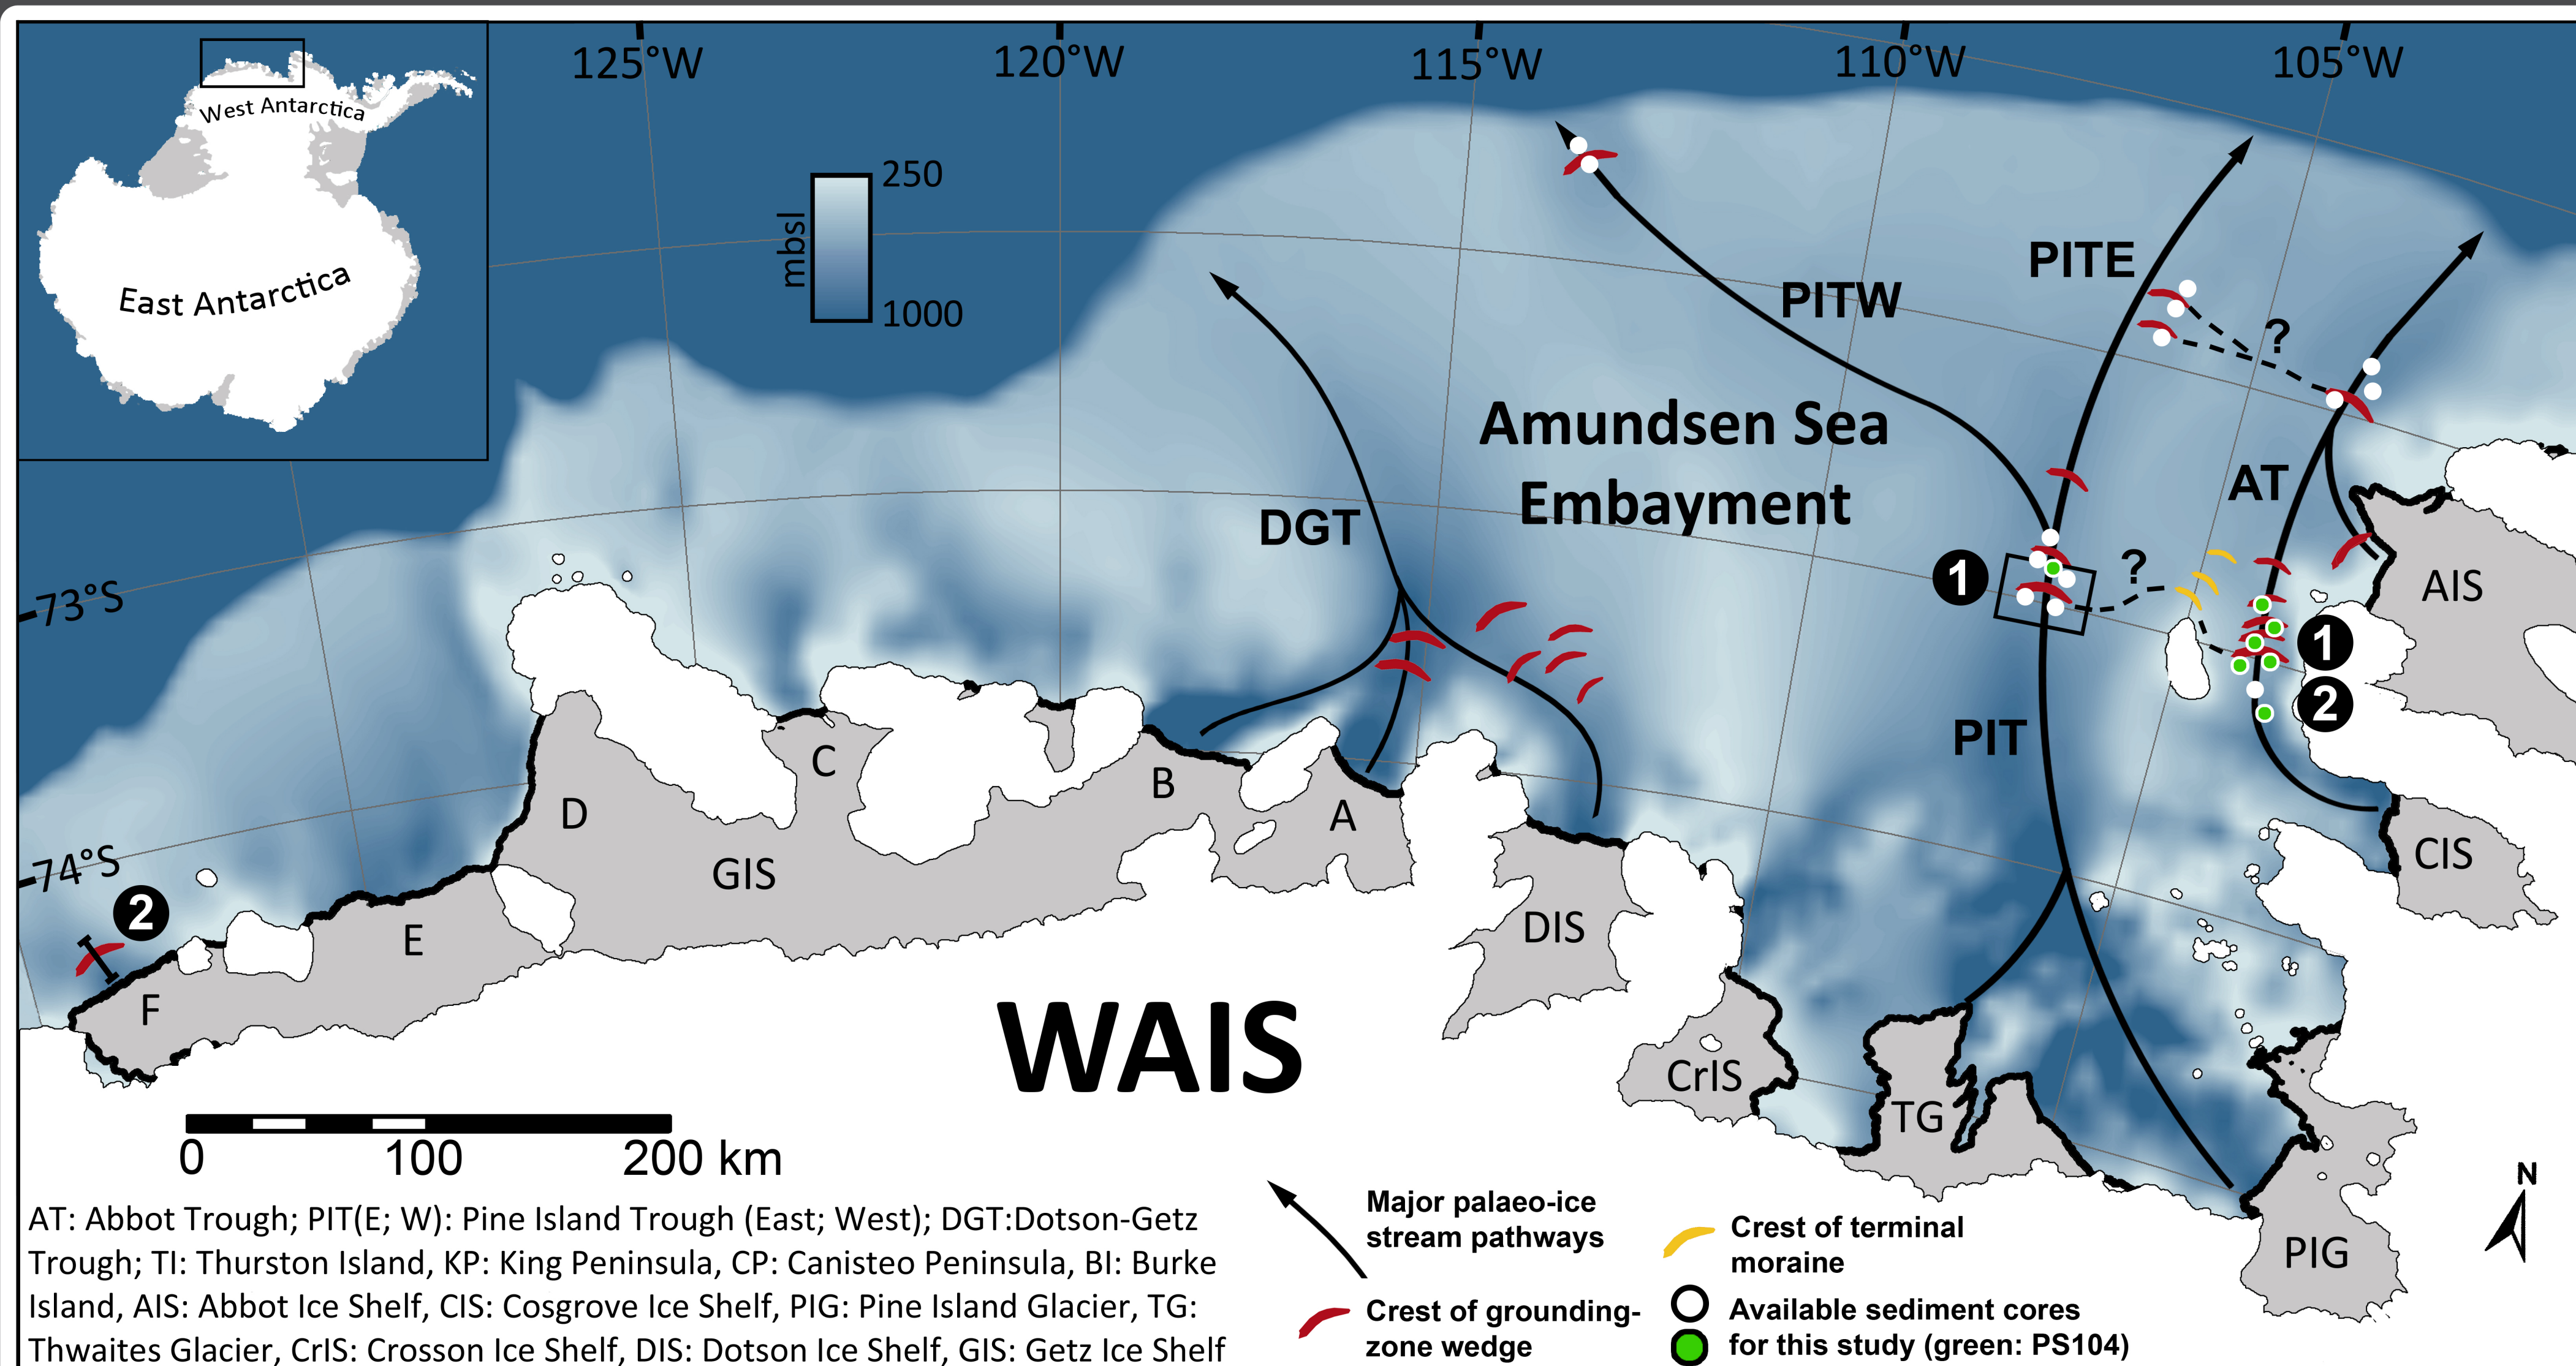 125°W
120°W
115°W
110°W
105°W
West Antarctica
East Antarctica
250
mbsl
1000
PITE
PITW
?
Amundsen Sea
Embayment
AT
DGT
1
?
AIS
73°S
1
2
PIT
C
B
D
A
GIS
CIS
74°S
2
E
DIS
F
WAIS
CrIS
TG
PIG
0
100
200 km
N
AT: Abbot Trough; PIT(E; W): Pine Island Trough (East; West); DGT:Dotson-Getz
Trough; TI: Thurston Island, KP: King Peninsula, CP: Canisteo Peninsula, BI: Burke
Island, AIS: Abbot Ice Shelf, CIS: Cosgrove Ice Shelf, PIG: Pine Island Glacier, TG:
Thwaites Glacier, CrIS: Crosson Ice Shelf, DIS: Dotson Ice Shelf, GIS: Getz Ice Shelf
Major palaeo-ice
stream pathways
Crest of grounding-
zone wedge
Crest of terminal
moraine
Available sediment cores
for this study (green: PS104)